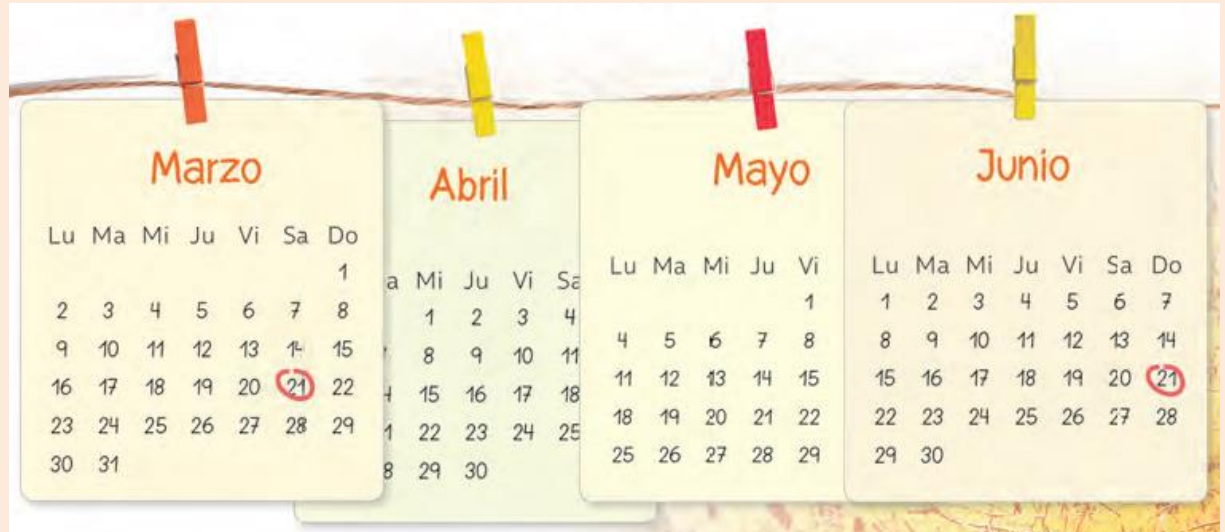 Marzo
Lu Ma Mi Ju Vi Sa Do
1
2 3 4 5 6 7 8
9 10 11 12 13 14 15
16 17 18 19 20 21 22
23 24 25 26 27 28 29
30 31
Abril
a Mi Ju Vi Sa
1 2 3 4
8 9 10 11
15 16 17 18
22 23 24 25
29 30
Mayo
Lu Ma Mi Ju Vi
1
4 5 6 7 8
11 12 13 14 15
18 19 20 21 22
25 26 27 28 29
Junio
Lu Ma Mi Ju Vi Sa Do
1 2 3 4 5 6 7
8 9 10 11 12 13 14
15 16 17 18 19 20 21
22 23 24 25 26 27 28
29 30